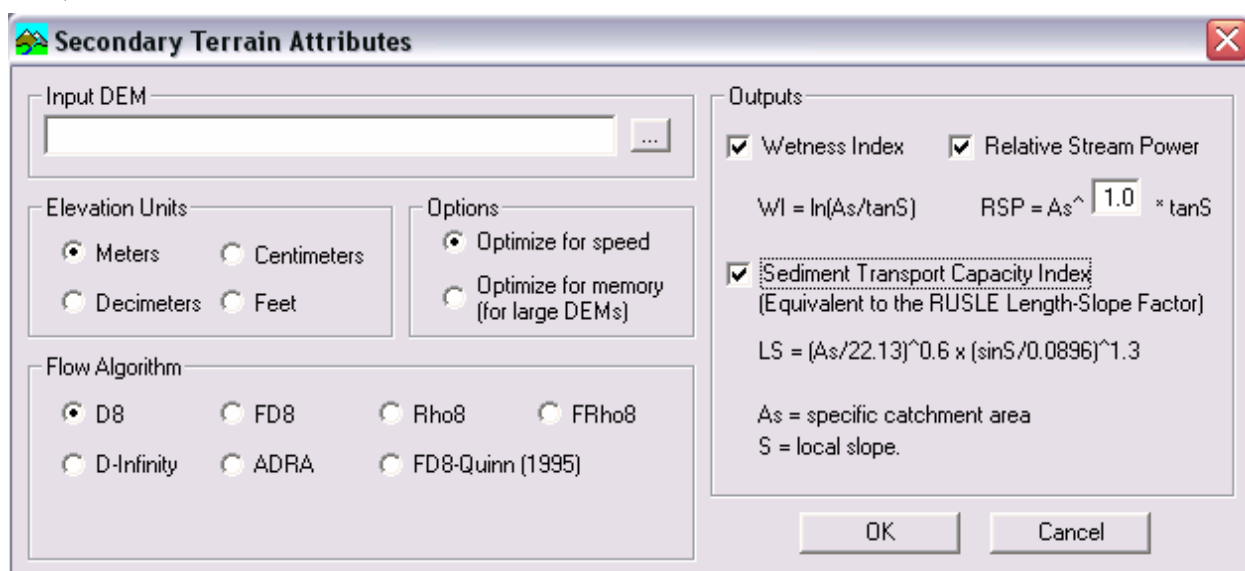 Secondary Terrain Attributes
Input DEM
...
Elevation Units
Meters
Centimeters
Decimeters
Feet
Options
Optimize for speed
Optimize for memory
(for large DEMs)
Flow Algorithm
D8
FD8
Rho8
FRho8
D-Infinity
ADRA
FD8-Quinn (1995)
Outputs
Wetness Index
Relative Stream Power
WI = ln(As/tanS)
RSP = As^ 1.0 * tanS
Sediment Transport Capacity Index
(Equivalent to the RUSLE Length-Slope Factor)
LS = (As/22.13)^0.6 x (sinS/0.0896)^1.3
As = specific catchment area
S = local slope.
OK
Cancel